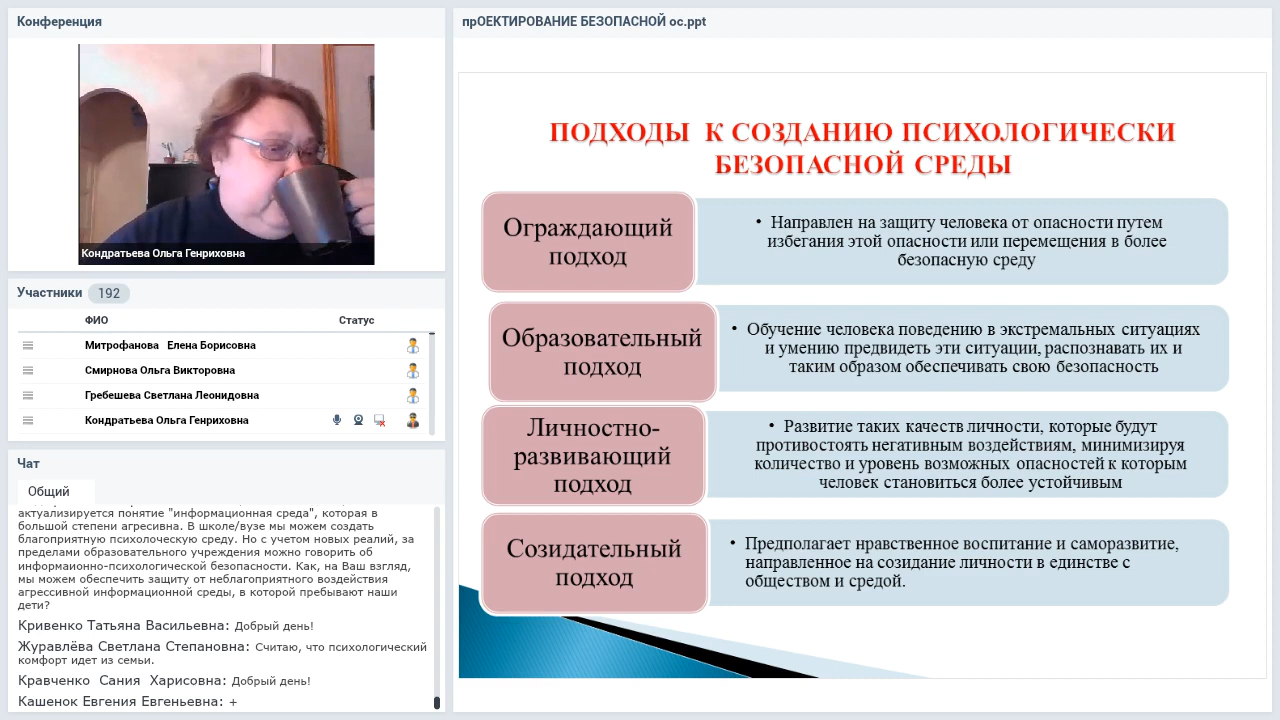 Конференция
Кондратьева Ольга Генриховна
Участники 192
ФИО Статус
Митрофанова Елена Борисовна
Смирнова Ольга Викторовна
Гребешева Светлана Леонидовна
Кондратьева Ольга Генриховна
Чат
Общий
актуализируется понятие "информационная среда", которая в
большой степени агресивна. В школе/вузе мы можем создать
благоприятную психолоческую среду. Но с учетом новых реалий, за
пределами образовательного учреждения можно говорить об
информаионно-психологической безопасности. Как, на Ваш взгляд,
мы можем обеспечить защиту от неблагоприятного воздействия
агрессивной информационной среды, в которой пребывают наши
дети?
Кривенко Татьяна Васильевна: Добрый день!
Журавлёва Светлана Степановна: Считаю, что психологический
комфорт идет из семьи.
Кравченко Сания Харисовна: Добрый день!
Кашенок Евгения Евгеньевна: +
прОЕКТИРОВАНИЕ БЕЗОПАСНОЙ ос.ppt
ПОДХОДЫ К СОЗДАНИЮ ПСИХОЛОГИЧЕСКИ
БЕЗОПАСНОЙ СРЕДЫ
Ограждающий
подход
• Направлен на защиту человека от опасности путем
избегания этой опасности или перемещения в более
безопасную среду
Образовательный
подход
• Обучение человека поведению в экстремальных ситуациях
и умению предвидеть эти ситуации, распознавать их и
таким образом обеспечивать свою безопасность
Личностно-
развивающий
подход
• Развитие таких качеств личности, которые будут
противостоять негативным воздействиям, минимизируя
количество и уровень возможных опасностей к которым
человек становиться более устойчивым
Созидательный
подход
• Предполагает нравственное воспитание и саморазвитие,
направленное на созидание личности в единстве с
обществом и средой.